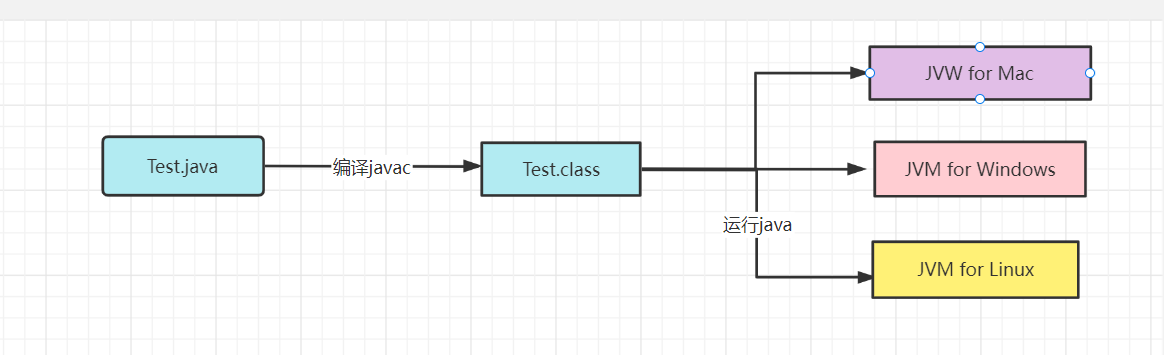 Test.java
编译javac
Test.class
运行java
JVW for Mac
JVM for Windows
JVM for Linux